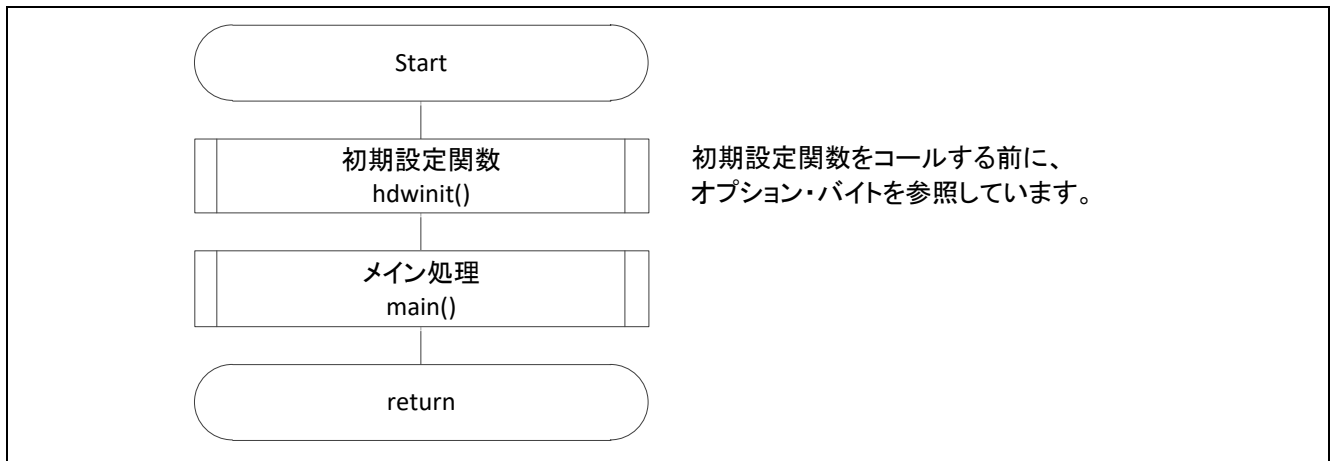 Start
初期設定関数
hdwinit()
初期設定関数をコールする前に、
オプション・バイトを参照しています。
メイン処理
main()
return